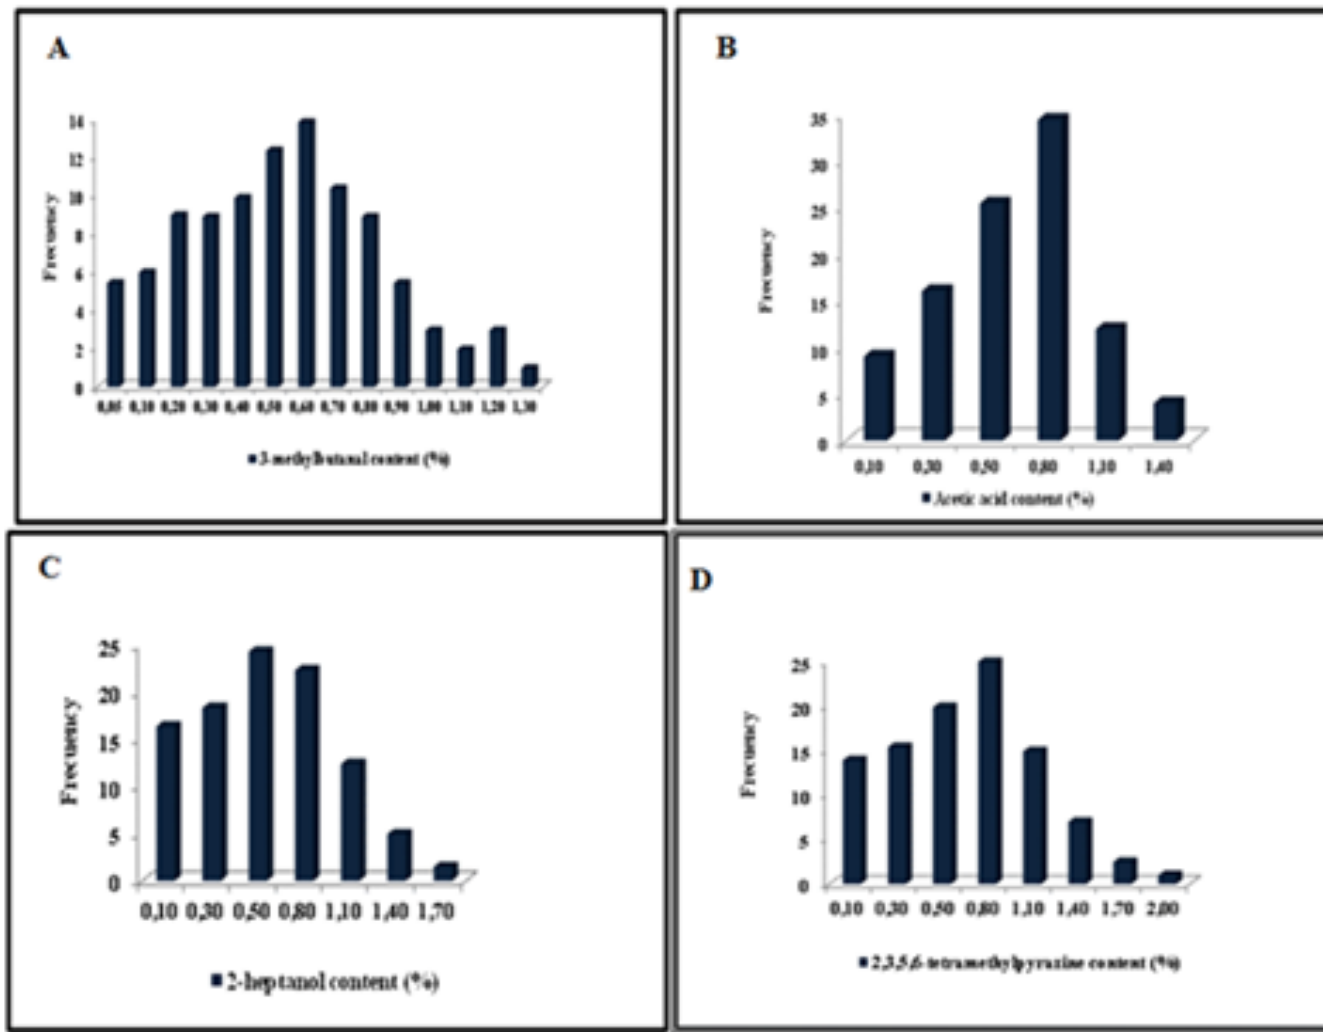 A
14
12
10
8
6
4
2
0
Frecuency
0,05 0,10 0,20 0,30 0,40 0,50 0,60 0,70 0,80 0,90 1,00 1,10 1,20 1,30
3-methylbutanal content (%)
B
35
30
25
20
15
10
5
0
Frecuency
0,10 0,30 0,50 0,80 1,10 1,40
Acetic acid content (%)
C
25
20
15
10
5
0
Frecuency
0,10 0,30 0,50 0,80 1,10 1,40 1,70
2-heptanol content (%)
D
25
20
15
10
5
0
Frecuency
0,10 0,30 0,50 0,80 1,10 1,40 1,70 2,00
2,3,5,6-tetramethylpyrazine content (%)